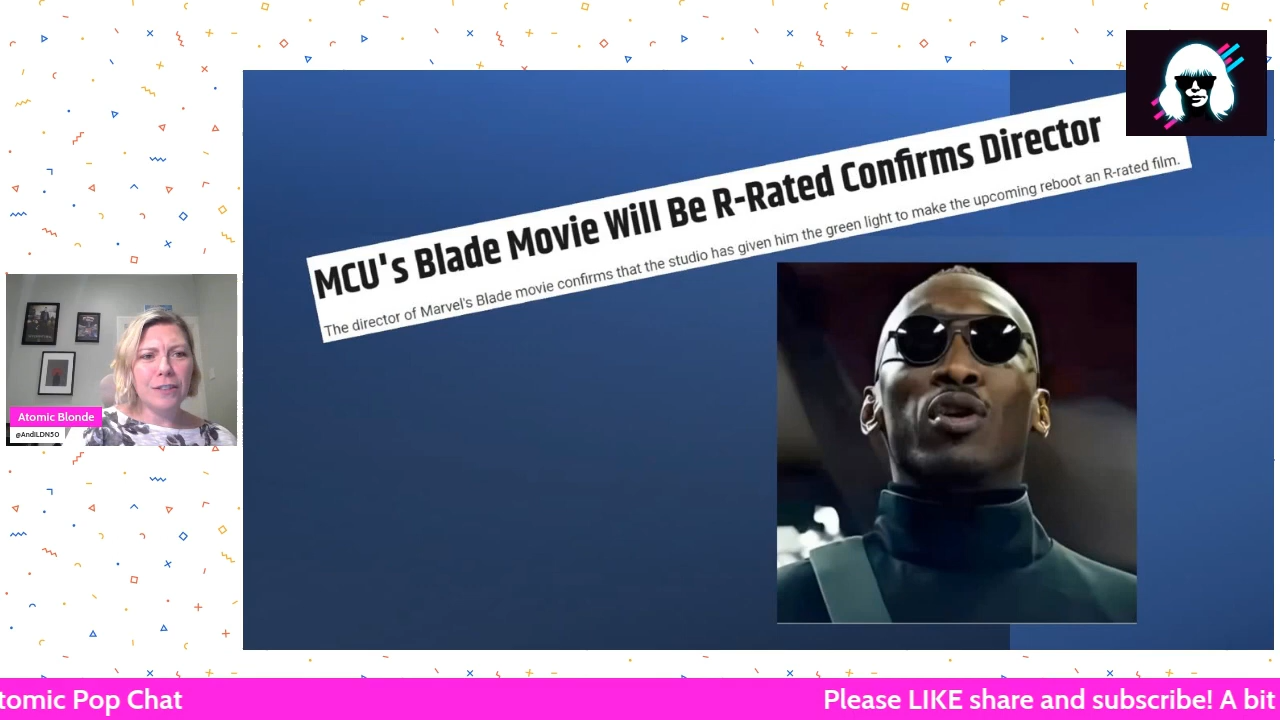 MCU's Blade Movie Will Be R-Rated Confirms Director
The director of Marvel's Blade movie confirms that the studio has given him the green light to make the upcoming reboot an R-rated film.
Atomic Blonde
@AndiLDN50
tomic Pop Chat
Please LIKE share and subscribe! A bit